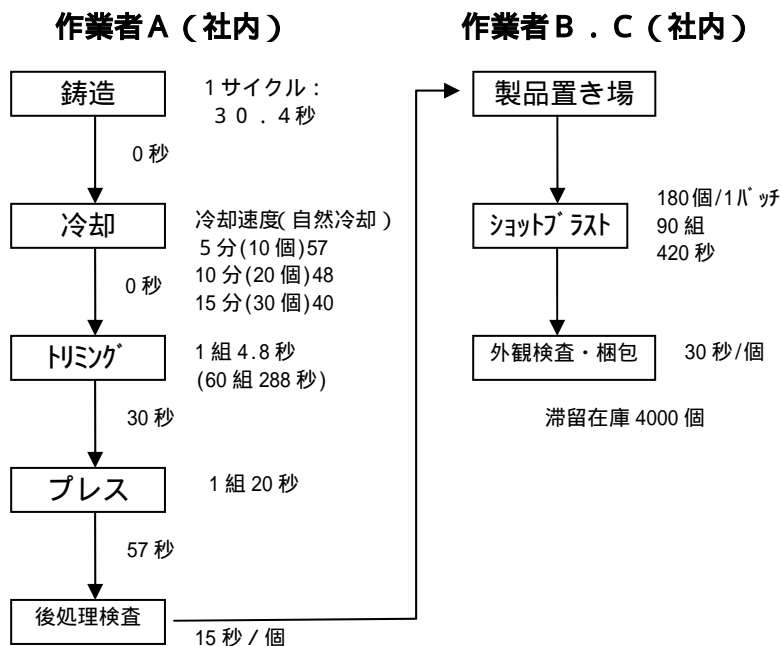 作業者A(社内)
鋳造
1サイクル:
30.4秒
0秒
冷却
冷却速度(自然冷却)
5分(10個)57
10分(20個)48
15分(30個)40
0秒
トリミング
1組4.8秒
(60組288秒)
30秒
プレス
1組20秒
57秒
後処理検査
15秒/個
作業者B.C(社内)
製品置き場
ショットブラスト
180個/1バッチ
90組
420秒
外観検査・梱包
30秒/個
滞留在庫4000個